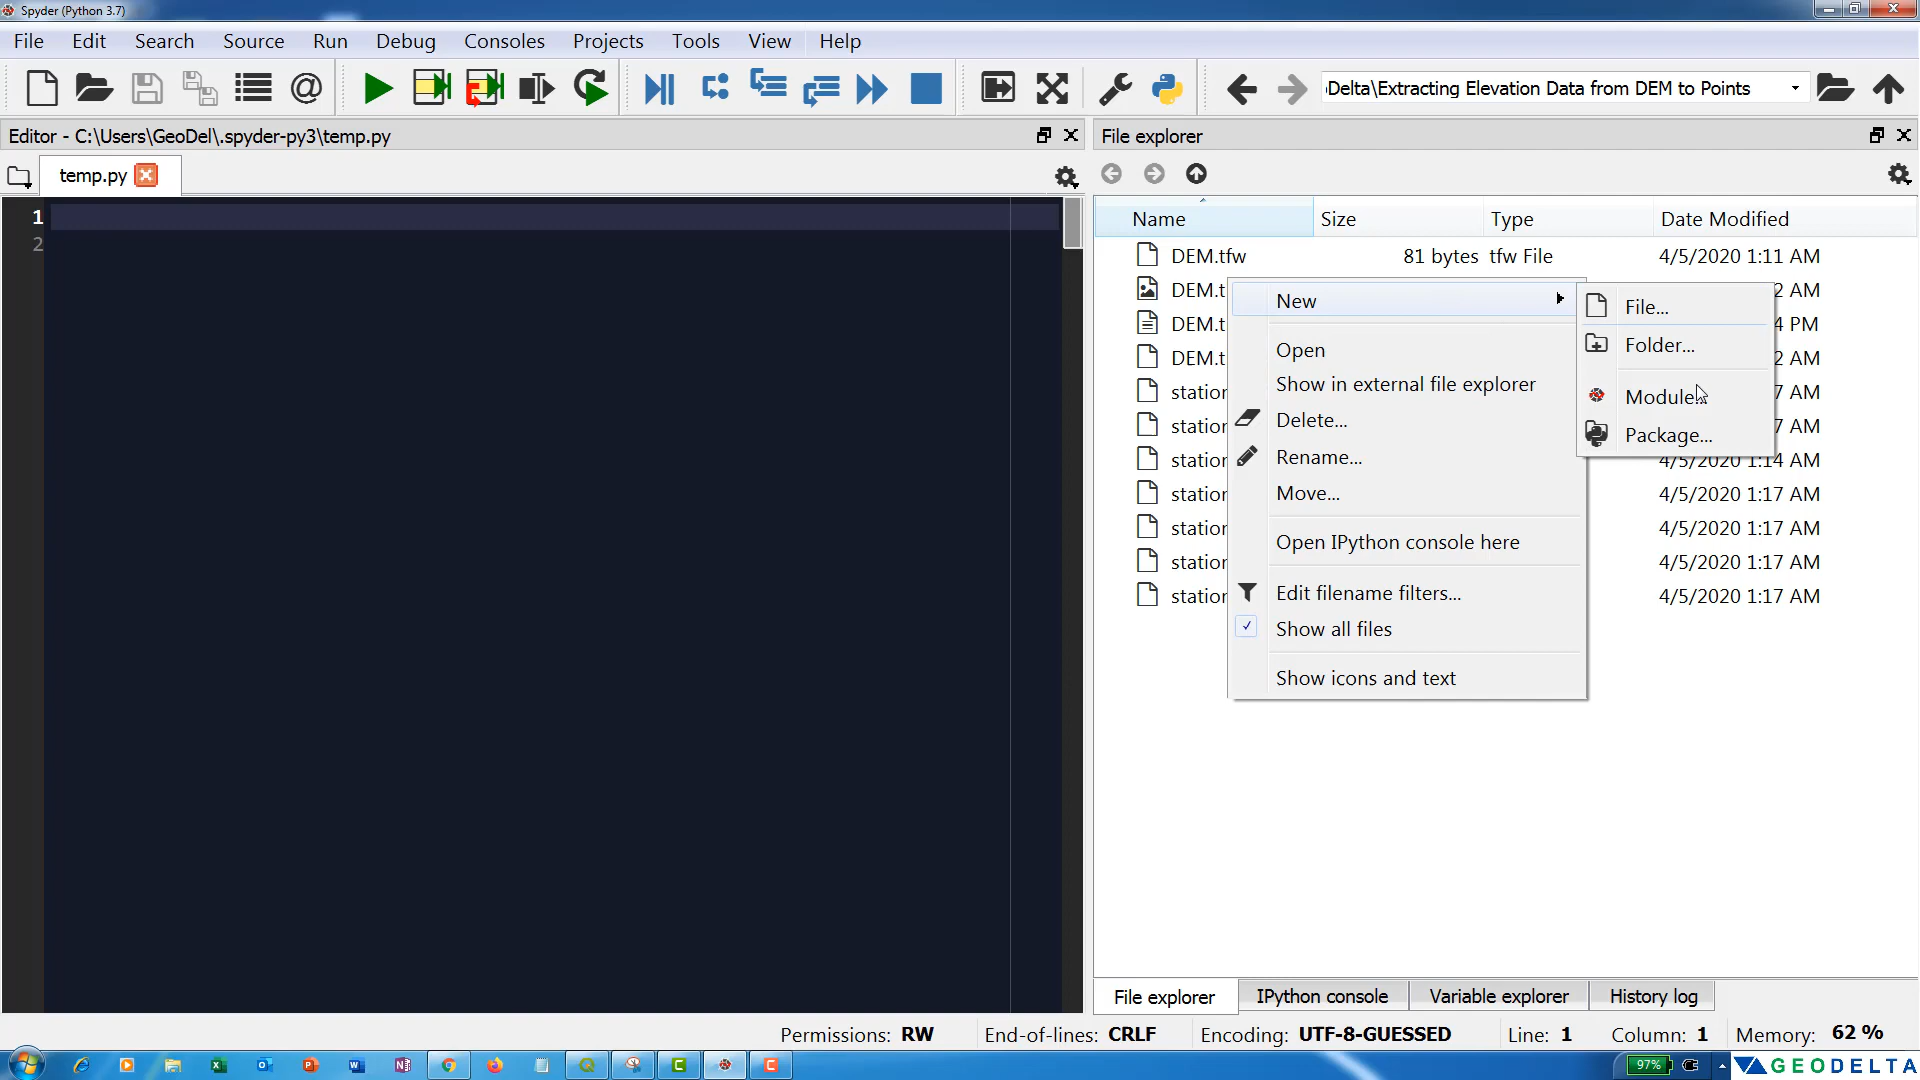 Spyder (Python 3.7)
File Edit Search Source Run Debug Consoles Projects Tools View Help
Delta\Extracting Elevation Data from DEM to Points
Editor - C:\Users\GeoDel\.spyder-py3\temp.py
File explorer
temp.py
1
2
Name Size Type Date Modified
DEM.tfw 81 bytes tfw File 4/5/2020 1:11 AM
DEM.t 2 AM
DEM.t 4 PM
DEM.t 2 AM
station 7 AM
station 7 AM
station 4/5/2020 1:14 AM
station 4/5/2020 1:17 AM
station 4/5/2020 1:17 AM
station 4/5/2020 1:17 AM
station 4/5/2020 1:17 AM
New
Open
Show in external file explorer
Delete...
Rename...
Move...
Open IPython console here
Edit filename filters...
Show all files
Show icons and text
File...
Folder...
Module...
Package...
File explorer IPython console Variable explorer History log
Permissions: RW End-of-lines: CRLF Encoding: UTF-8-GUESSED Line: 1 Column: 1 Memory: 62 %
97%
GEODELTA